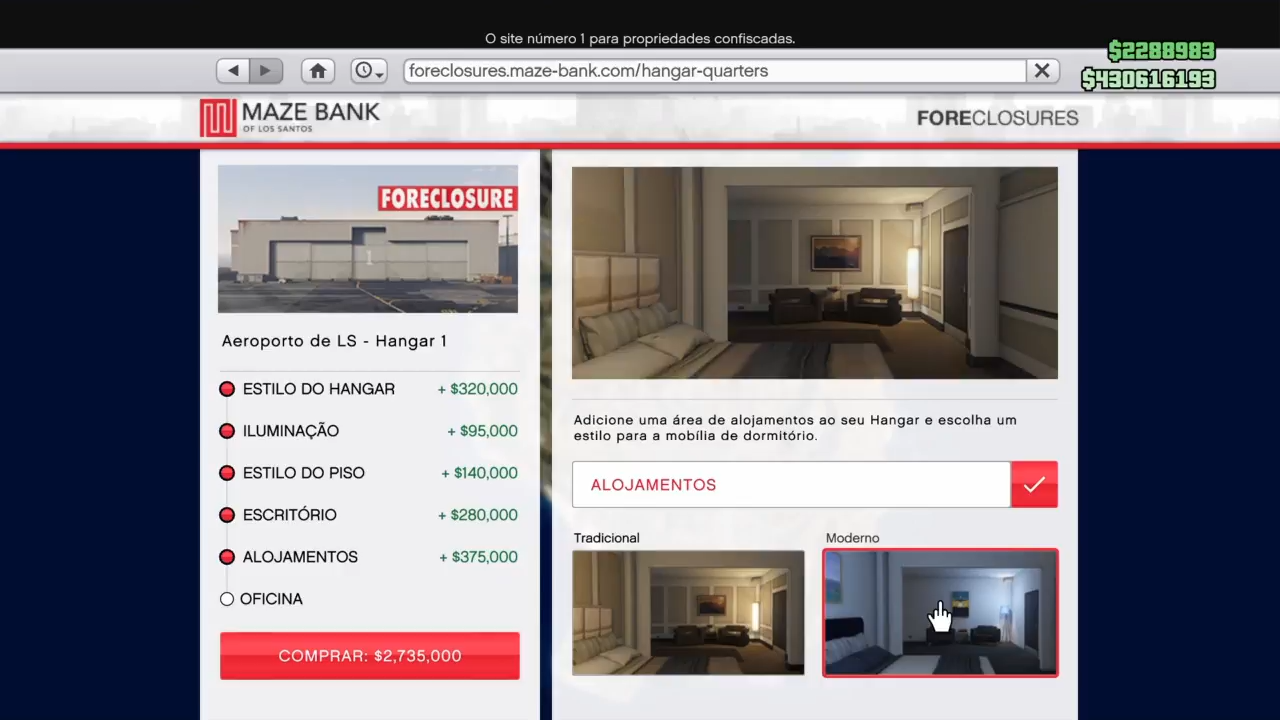 O site número 1 para propriedades confiscadas.
$2288983
foreclosures.maze-bank.com/hangar-quarters
$430616193
MAZE BANK
OF LOS SANTOS
FORECLOSURES
FORECLOSURE
1
Aeroporto de LS - Hangar 1
ESTILO DO HANGAR + $320,000
ILUMINAÇÃO + $95,000
ESTILO DO PISO + $140,000
ESCRITÓRIO + $280,000
ALOJAMENTOS + $375,000
OFICINA
COMPRAR: $2,735,000
Adicione uma área de alojamentos ao seu Hangar e escolha um
estilo para a mobília de dormitório.
ALOJAMENTOS
Tradicional
Moderno